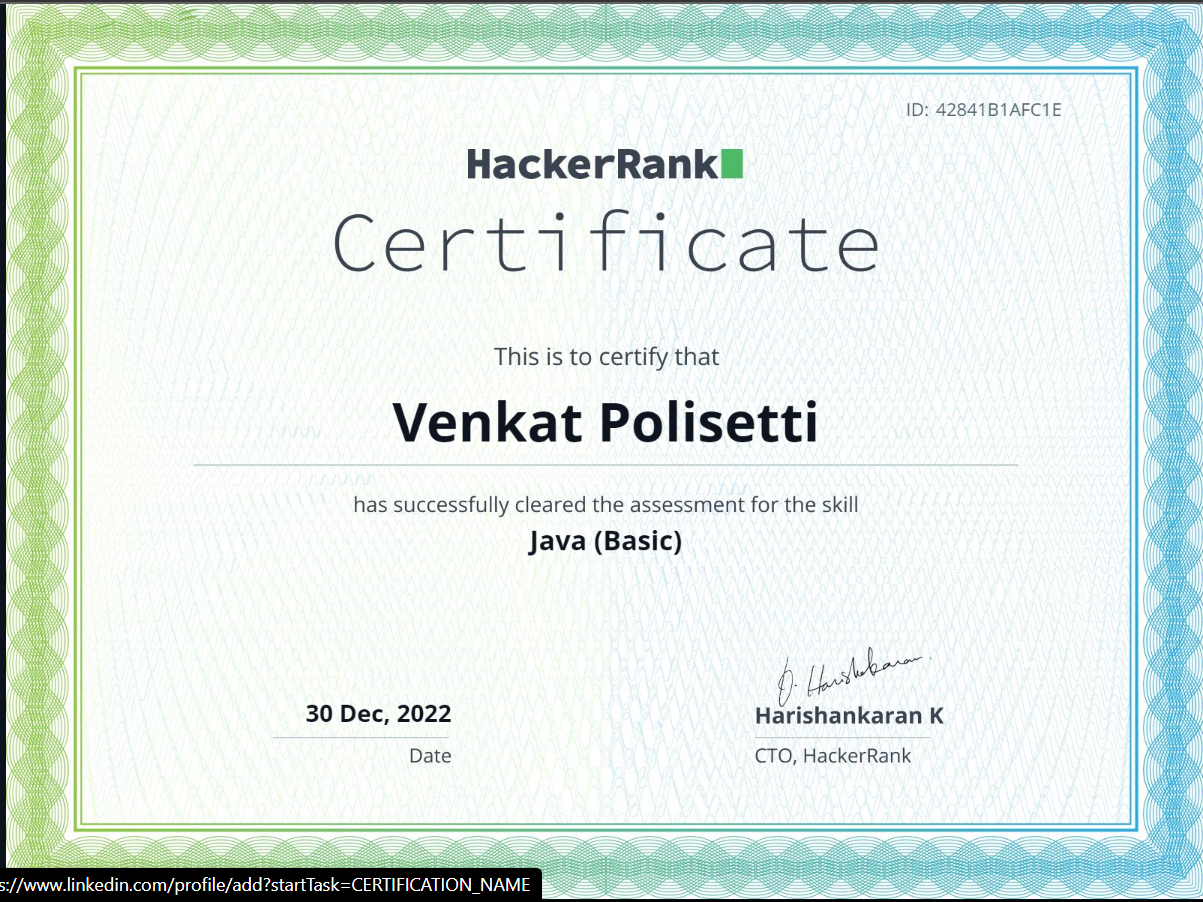 ID: 42841B1AFC1E
HackerRank
Certificate
This is to certify that
Venkat Polisetti
has successfully cleared the assessment for the skill
Java (Basic)
30 Dec, 2022
Date
Harishankaran K
CTO, HackerRank
s://www.linkedin.com/profile/add?startTask=CERTIFICATION_NAME